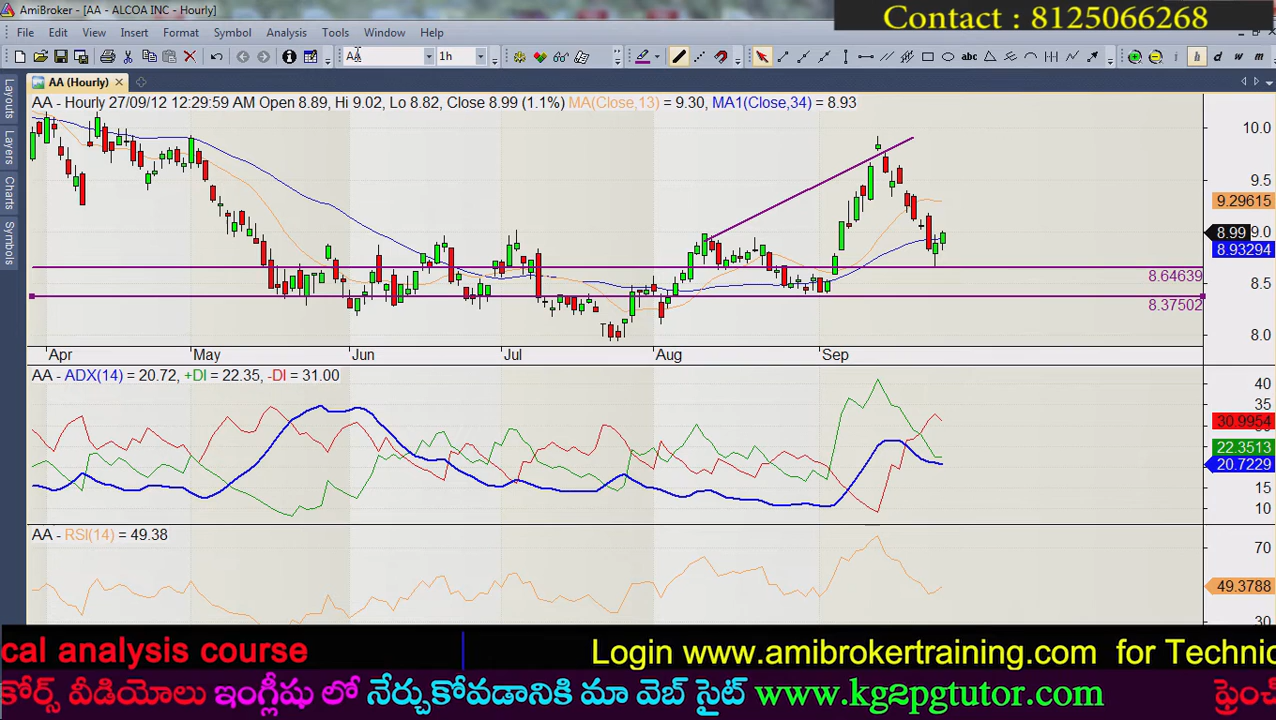 AmiBroker - [AA - ALCOA INC - Hourly]
Contact : 8125066268
File Edit View Insert Format Symbol Analysis Tools Window Help
AA 1h
abc
h d w m
AA (Hourly)
Layouts
Layers
Charts
Symbols
AA - Hourly 27/09/12 12:29:59 AM Open 8.89, Hi 9.02, Lo 8.82, Close 8.99 (1.1%) MA(Close,13) = 9.30, MA1(Close,34) = 8.93
10.0
9.5
9.29615
8.99 9.0
8.93294
8.64639
8.5
8.37502
8.0
Apr May Jun Jul Aug Sep
AA - ADX(14) = 20.72, +DI = 22.35, -DI = 31.00
40
35
30.9954
22.3513
20.7229
15
10
AA - RSI(14) = 49.38
70
49.3788
30
cal analysis course Login www.amibrokertraining.com for Technic
కోర్స్ వీడియోలు ఇంగ్లీషు లో నేర్చుకోవడానికి మా వెబ్ సైట్ www.kg2pgtutor.com ఫ్రెంచ్